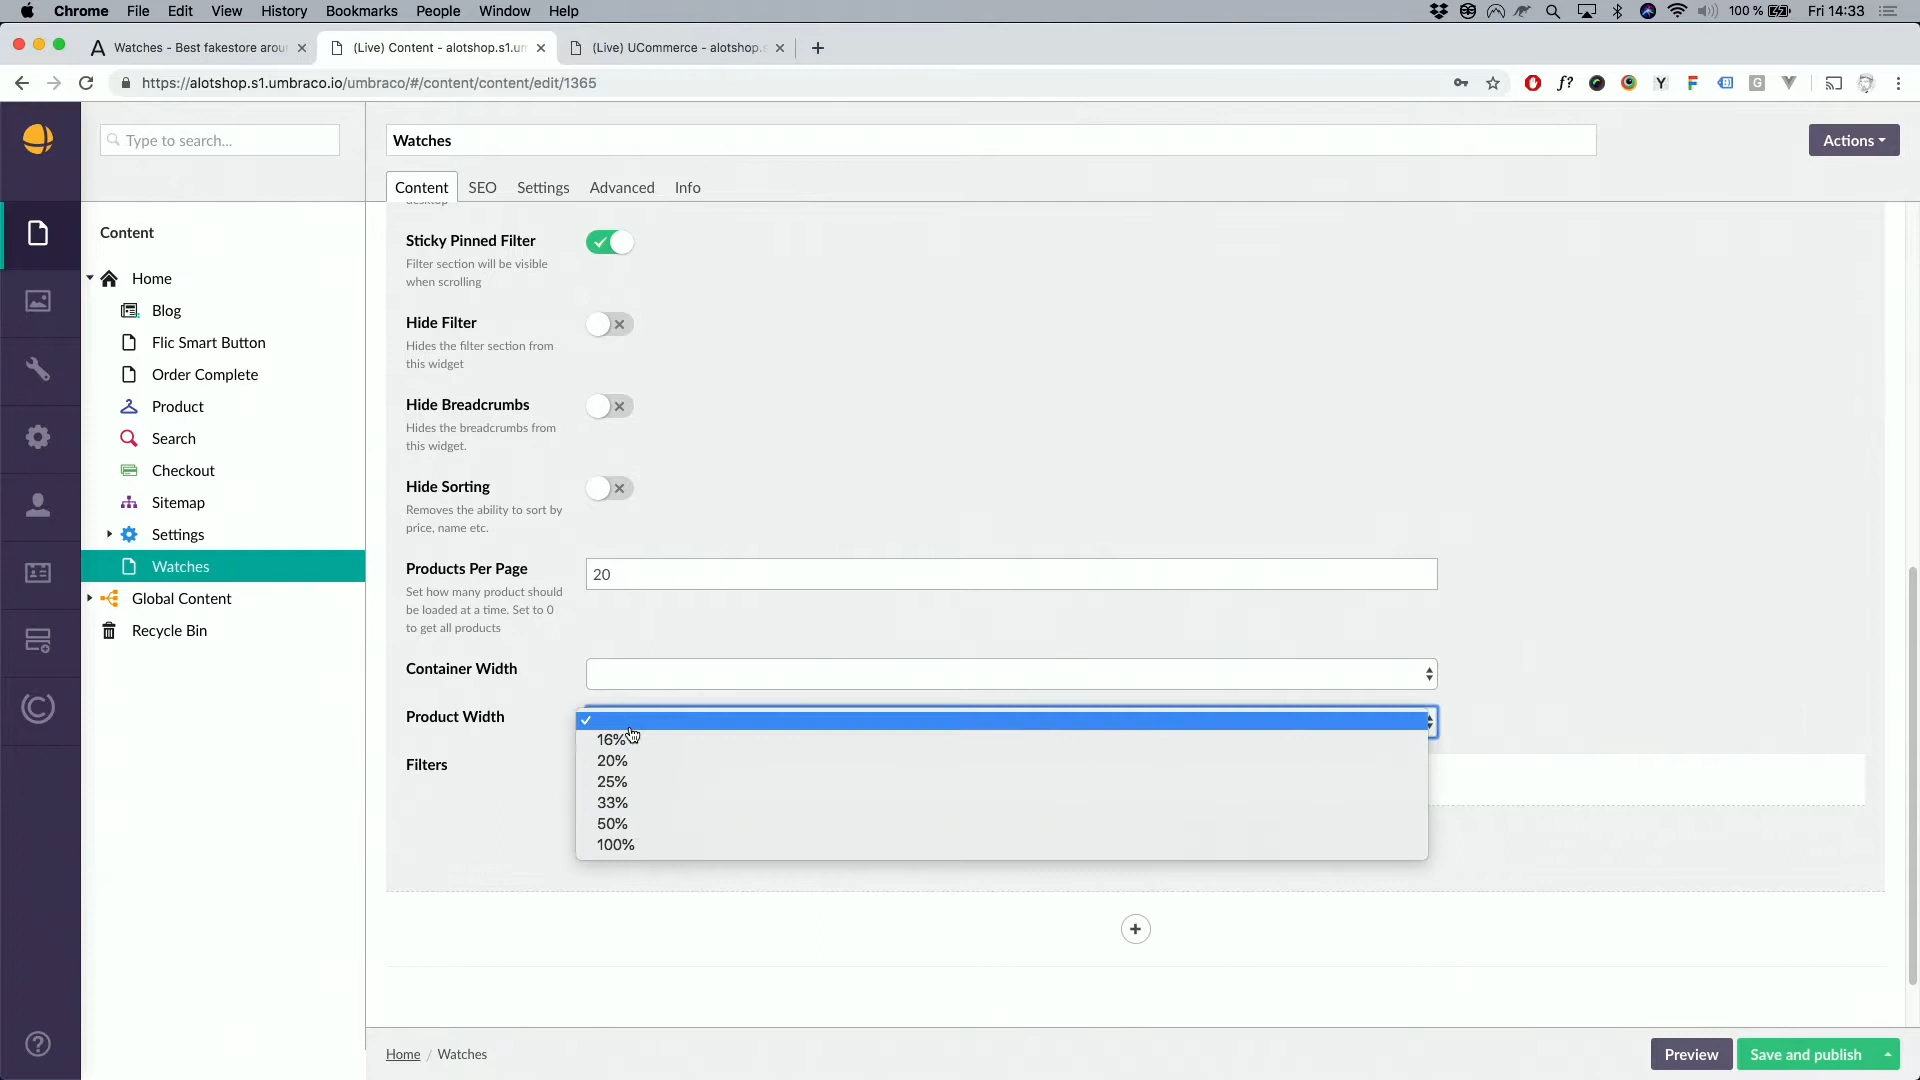 Chrome File Edit View History Bookmarks People Window Help
100 % Fri 14:33
Watches - Best fakestore arou
(Live) Content - alotshop.s1.um
(Live) UCommerce - alotshop.s
https://alotshop.s1.umbraco.io/umbraco/#/content/content/edit/1365
Type to search...
Watches
Actions
Content SEO Settings Advanced Info
desktop
Content
Home
Blog
Flic Smart Button
Order Complete
Product
Search
Checkout
Sitemap
Settings
Watches
Global Content
Recycle Bin
Sticky Pinned Filter
Filter section will be visible
when scrolling
Hide Filter
Hides the filter section from
this widget
Hide Breadcrumbs
Hides the breadcrumbs from
this widget.
Hide Sorting
Removes the ability to sort by
price, name etc.
Products Per Page
20
Set how many product should
be loaded at a time. Set to 0
to get all products
Container Width
Product Width
16%
20%
25%
33%
50%
100%
Filters
Home / Watches
Preview
Save and publish